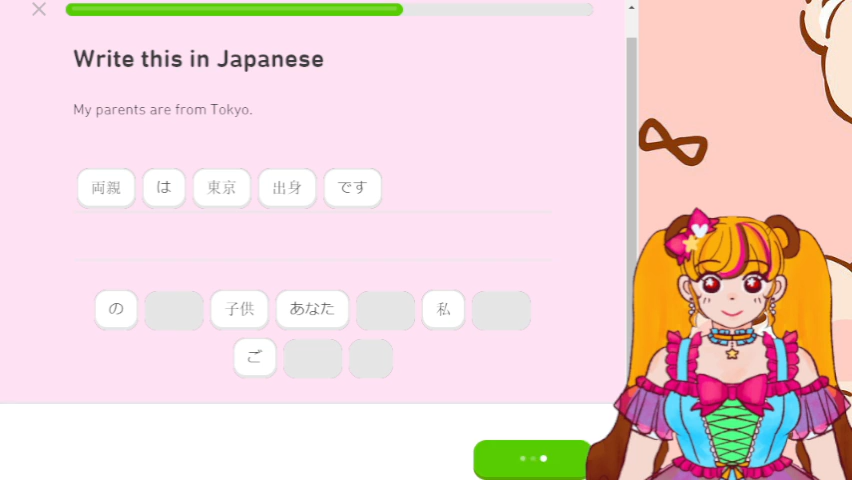 Write this in Japanese
My parents are from Tokyo.
両親 は 東京 出身 です
の 子供 あなた 私
ご